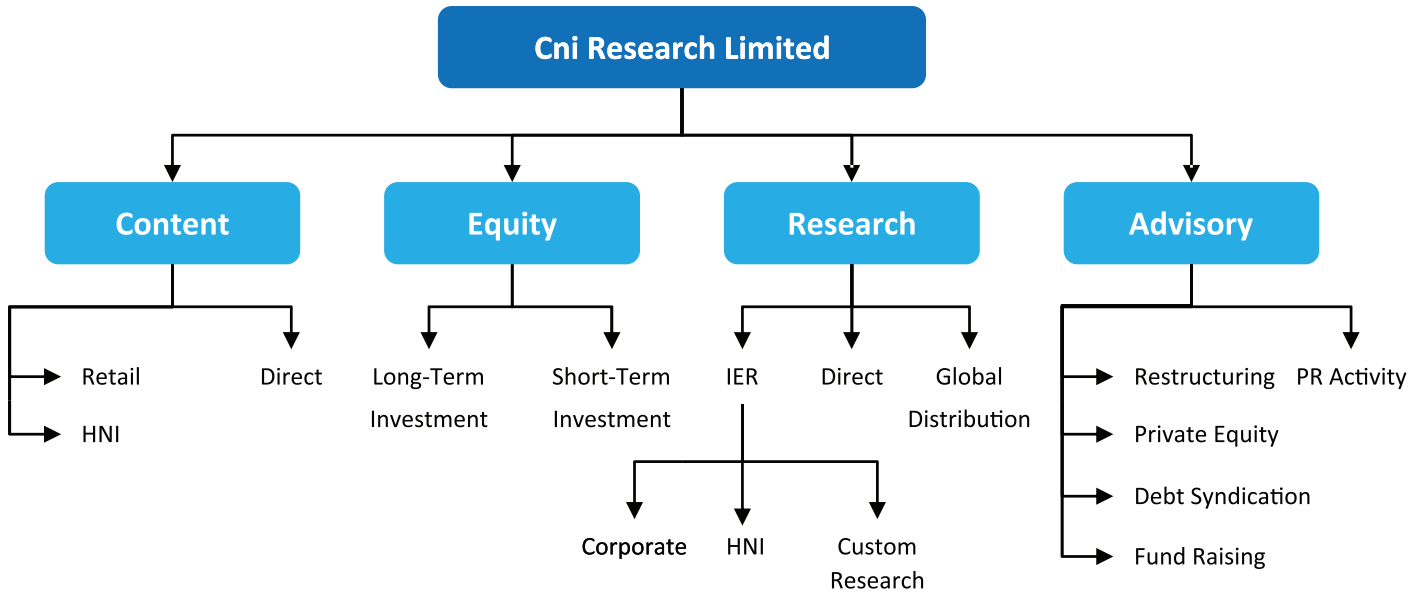 Cni Research Limited
Content
Equity
Research
Advisory
Retail
Direct
Long-Term
Investment
Short-Term
Investment
IER
Direct
Global
Distribution
Restructuring
PR Activity
HNI
Private Equity
Debt Syndication
Corporate
HNI
Custom
Research
Fund Raising